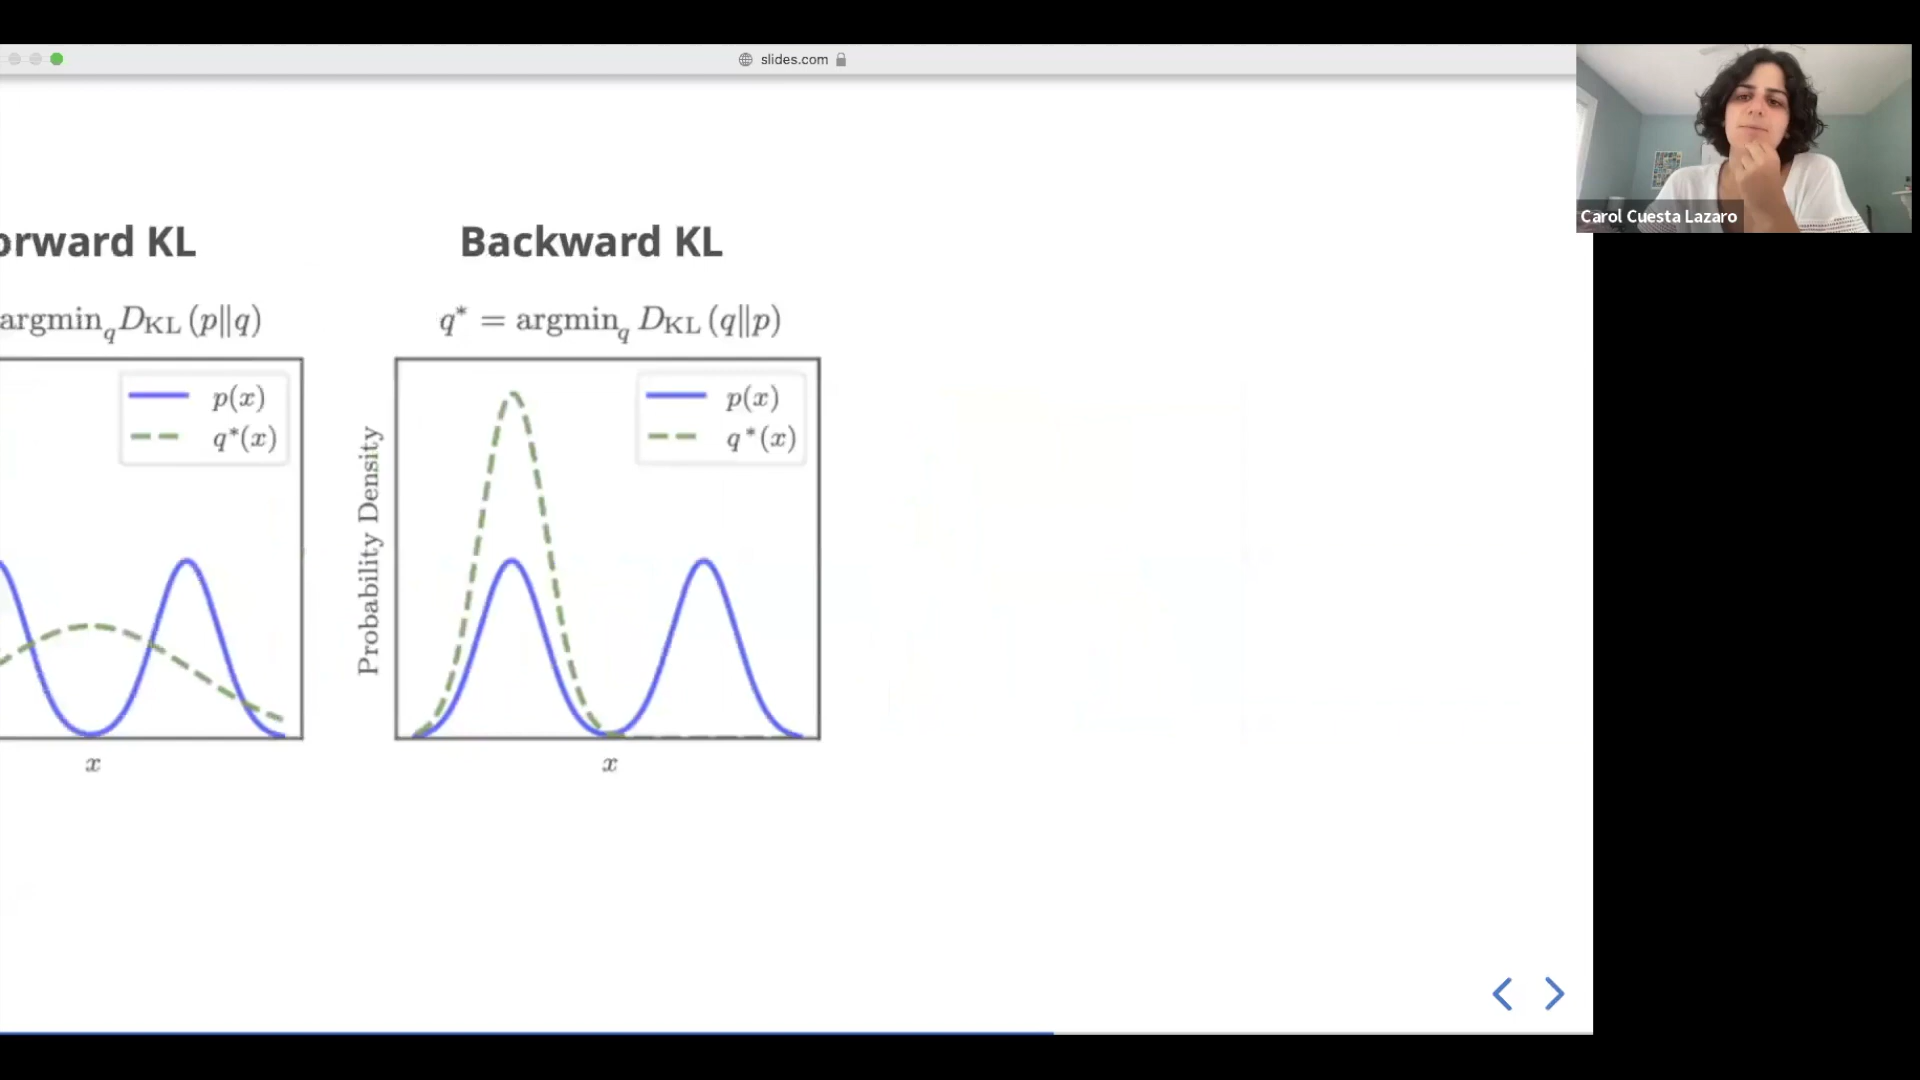 slides.com
Carol Cuesta Lazaro
orward KL
Backward KL
argmin_q D_KL (p||q)
q* = argmin_q D_KL (q||p)
p(x)
q*(x)
p(x)
q*(x)
Probability Density
x
x